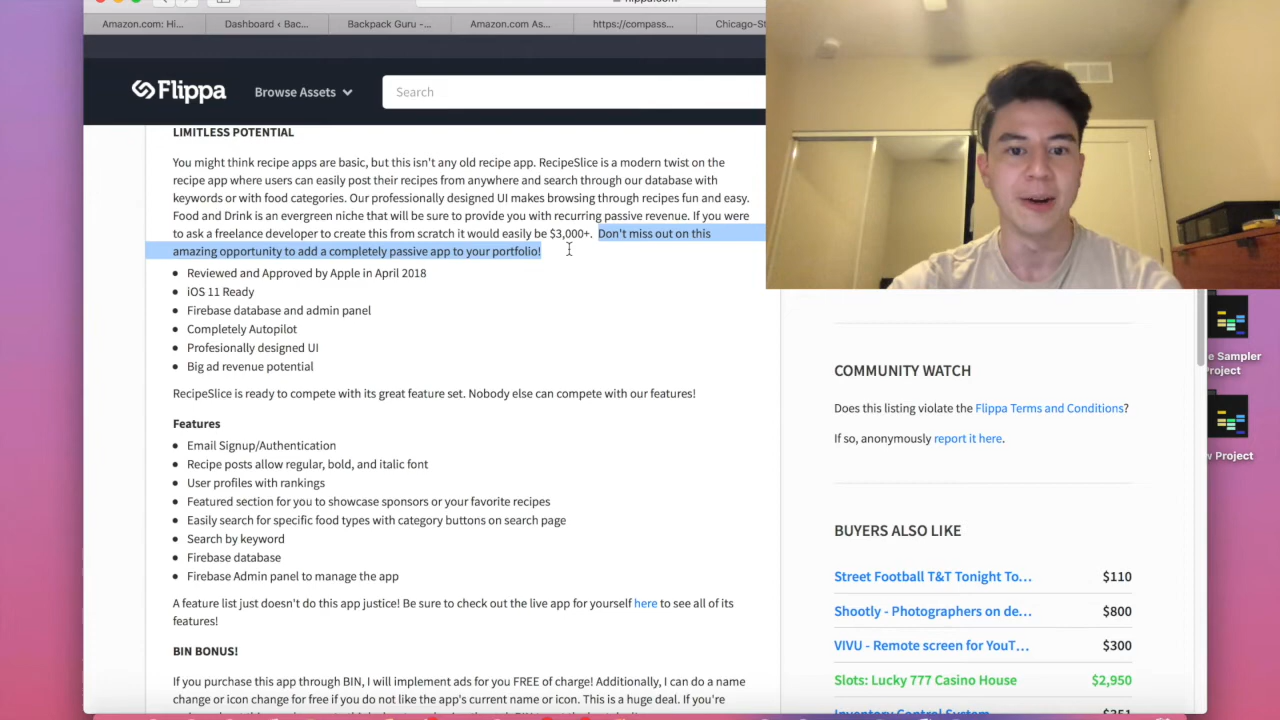 flippa.com
Amazon.com: Hi...
Dashboard ‹ Bac...
Backpack Guru –...
Amazon.com As...
https://compass...
Chicago-St
Flippa
Browse Assets
Search
LIMITLESS POTENTIAL
You might think recipe apps are basic, but this isn't any old recipe app. RecipeSlice is a modern twist on the
recipe app where users can easily post their recipes from anywhere and search through our database with
keywords or with food categories. Our professionally designed UI makes browsing through recipes fun and easy.
Food and Drink is an evergreen niche that will be sure to provide you with recurring passive revenue. If you were
to ask a freelance developer to create this from scratch it would easily be $3,000+. Don't miss out on this
amazing opportunity to add a completely passive app to your portfolio!
Reviewed and Approved by Apple in April 2018
iOS 11 Ready
Firebase database and admin panel
Completely Autopilot
Profesionally designed UI
Big ad revenue potential
RecipeSlice is ready to compete with its great feature set. Nobody else can compete with our features!
Features
Email Signup/Authentication
Recipe posts allow regular, bold, and italic font
User profiles with rankings
Featured section for you to showcase sponsors or your favorite recipes
Easily search for specific food types with category buttons on search page
Search by keyword
Firebase database
Firebase Admin panel to manage the app
A feature list just doesn't do this app justice! Be sure to check out the live app for yourself here to see all of its
features!
BIN BONUS!
If you purchase this app through BIN, I will implement ads for you FREE of charge! Additionally, I can do a name
change or icon change for free if you do not like the app's current name or icon. This is a huge deal. If you're
COMMUNITY WATCH
Does this listing violate the Flippa Terms and Conditions?
If so, anonymously report it here.
BUYERS ALSO LIKE
Street Football T&T Tonight To... $110
Shootly - Photographers on de... $800
VIVU - Remote screen for YouT... $300
Slots: Lucky 777 Casino House $2,950
Inventory Control System $351
e Sampler
Project
w Project